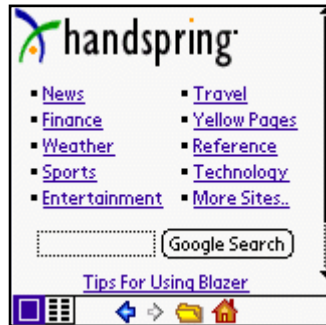 handspring
News
Travel
Finance
Yellow Pages
Weather
Reference
Sports
Technology
Entertainment
More Sites..
Google Search
Tips For Using Blazer